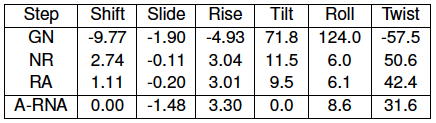 Step Shift Slide Rise Tilt Roll Twist
GN -9.77 -1.90 -4.93 71.8 124.0 -57.5
NR 2.74 -0.11 3.04 11.5 6.0 50.6
RA 1.11 -0.20 3.01 9.5 6.1 42.4
A-RNA 0.00 -1.48 3.30 0.0 8.6 31.6